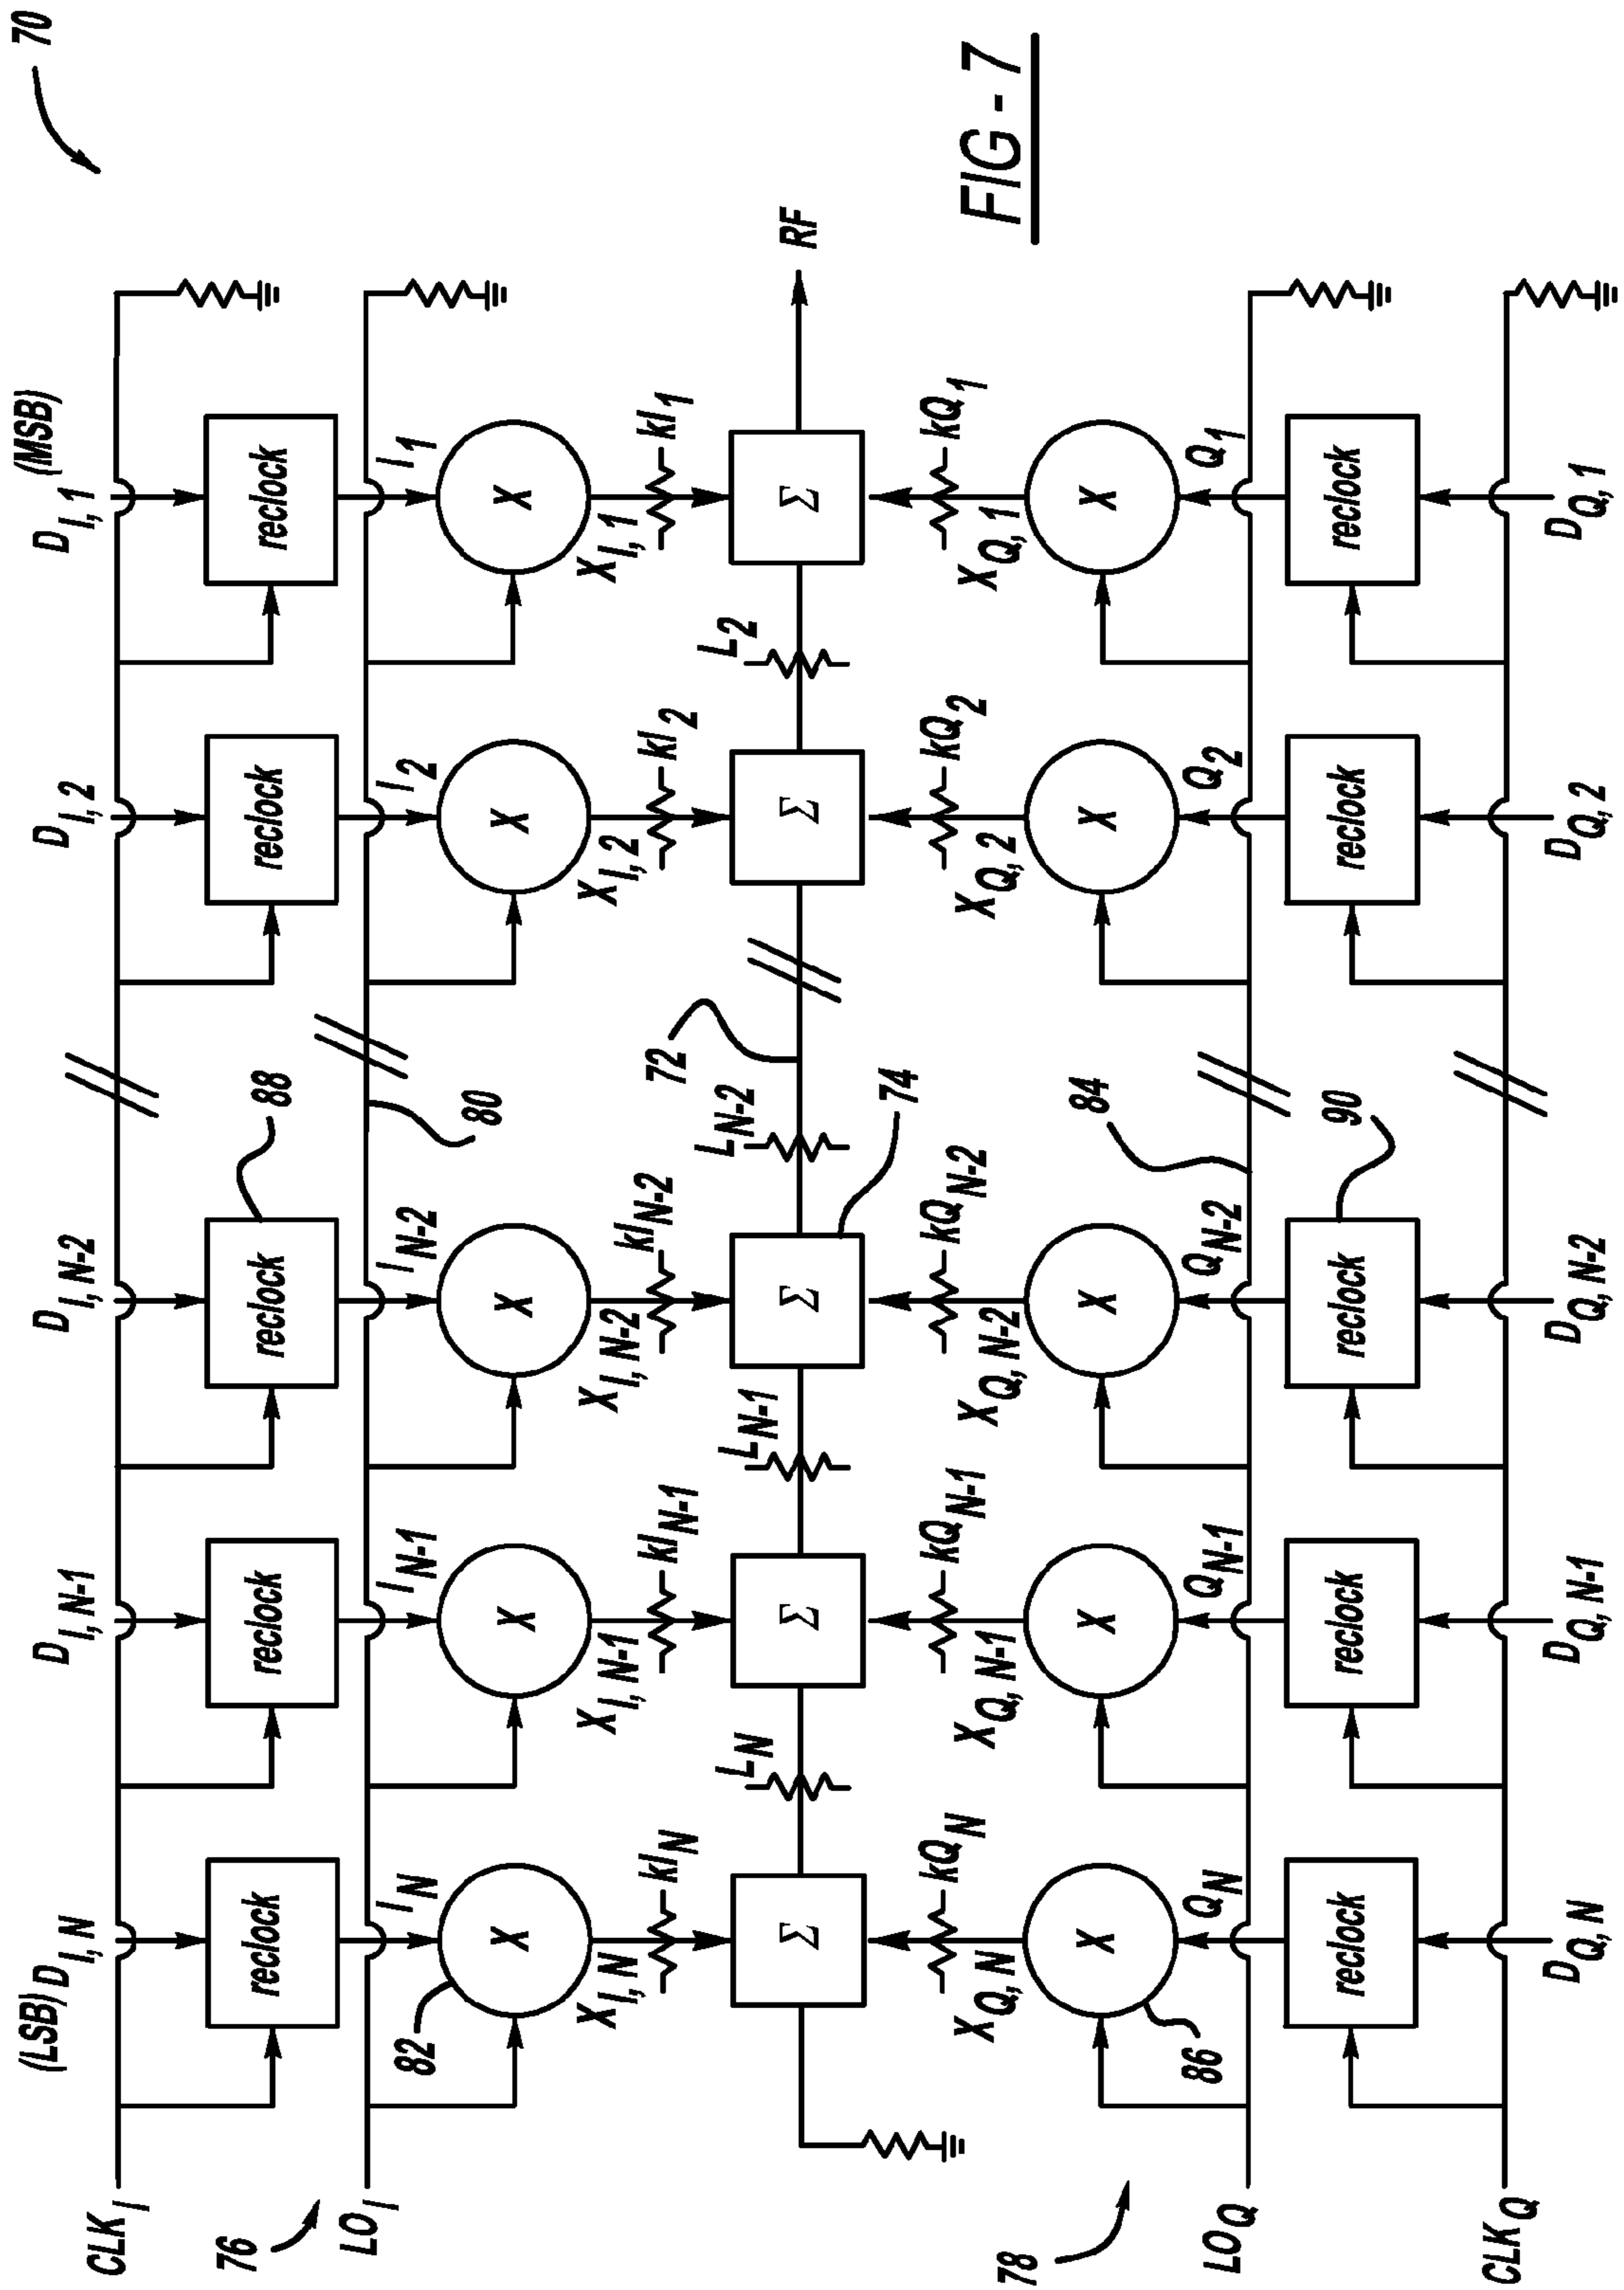 70
(LSB) D I, N
D I, N-1
D I, N-2
D I, 2
D I, 1 (MSB)
CLK I
reclock
reclock
reclock
88
reclock
reclock
76
LO I
I N
I N-1
I N-2
80
I 2
I 1
82
X
X
X
X
X
X I, N
kI N
X I, N-1
kI N-1
X I, N-2
kI N-2
X I, 2
kI 2
X I, 1
kI 1
L N
L N-1
L N-2
72
L 2
Σ
Σ
Σ
Σ
Σ
RF
74
X Q, N
kQ N
X Q, N-1
kQ N-1
X Q, N-2
kQ N-2
X Q, 2
kQ 2
X Q, 1
kQ 1
FIG - 7
78
X
X
X
X
X
86
84
Q N
Q N-1
Q N-2
Q 2
Q 1
LO Q
reclock
reclock
reclock
90
reclock
reclock
CLK Q
D Q, N
D Q, N-1
D Q, N-2
D Q, 2
D Q, 1